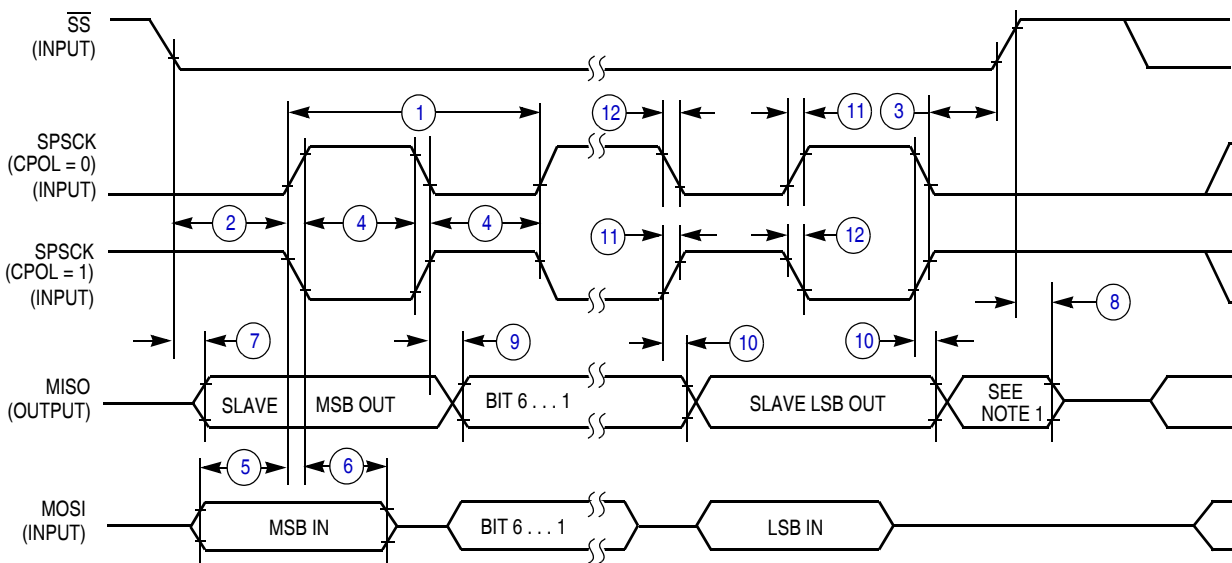 SS
(INPUT)
1
12
11
3
SPSCK
(CPOL = 0)
(INPUT)
2
4
4
11
12
SPSCK
(CPOL = 1)
(INPUT)
7
9
10
10
8
MISO
(OUTPUT)
SLAVE
MSB OUT
BIT 6 . . . 1
SLAVE LSB OUT
SEE
NOTE 1
5
6
MOSI
(INPUT)
MSB IN
BIT 6 . . . 1
LSB IN